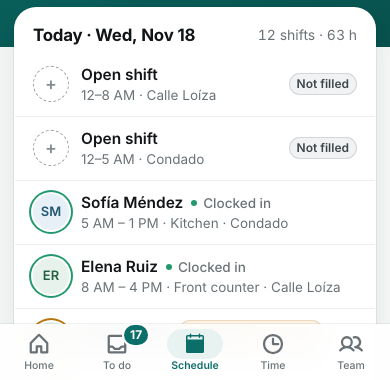 Today · Wed, Nov 18 12 shifts · 63 h
+ Open shift Not filled
12–8 AM · Calle Loíza
+ Open shift Not filled
12–5 AM · Condado
SM Sofía Méndez • Clocked in
5 AM – 1 PM · Kitchen · Condado
ER Elena Ruiz • Clocked in
8 AM – 4 PM · Front counter · Calle Loíza
17
Home To do Schedule Time Team